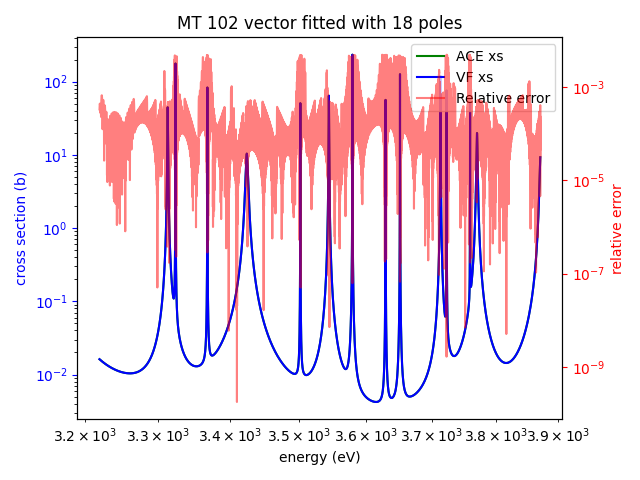 MT 102 vector fitted with 18 poles
ACE xs
VF xs
Relative error
cross section (b)
10²
10¹
10⁰
10⁻¹
10⁻²
relative error
10⁻³
10⁻⁵
10⁻⁷
10⁻⁹
3.2 × 10³ 3.3 × 10³ 3.4 × 10³ 3.5 × 10³ 3.6 × 10³ 3.7 × 10³ 3.8 × 10³ 3.9 × 10³
energy (eV)